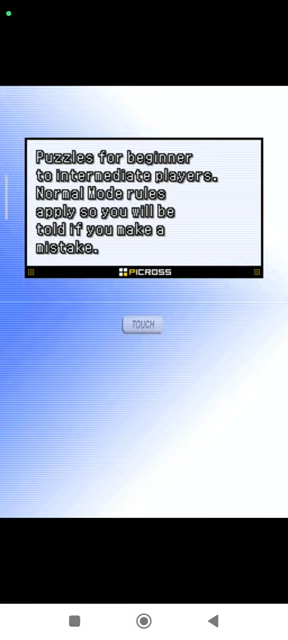 Puzzles for beginner
to intermediate players.
Normal Mode rules
apply so you will be
told if you make a
mistake.
PICROSS
TOUCH